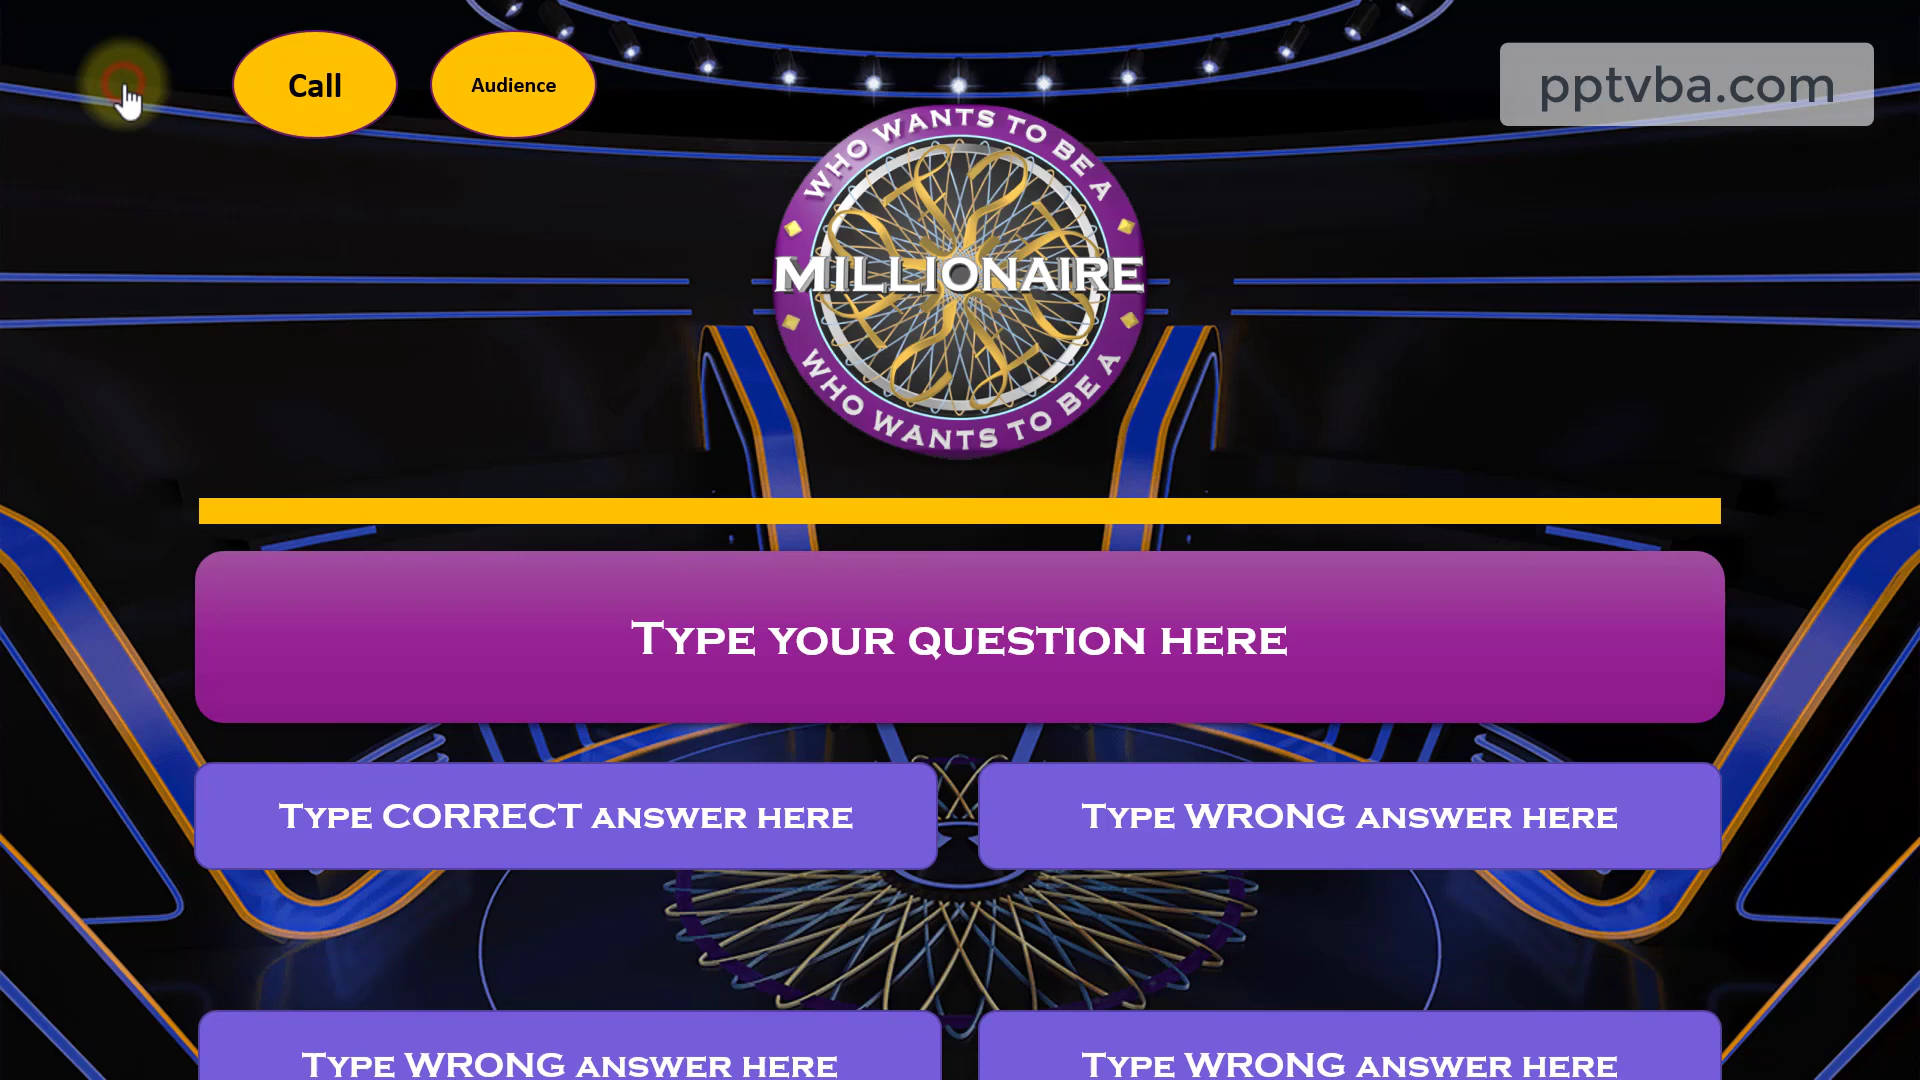 Call
Audience
pptvba.com
WHO WANTS TO BE A
MILLIONAIRE
WHO WANTS TO BE A
Type your question here
Type CORRECT answer here
Type WRONG answer here
Type WRONG answer here
Type WRONG answer here